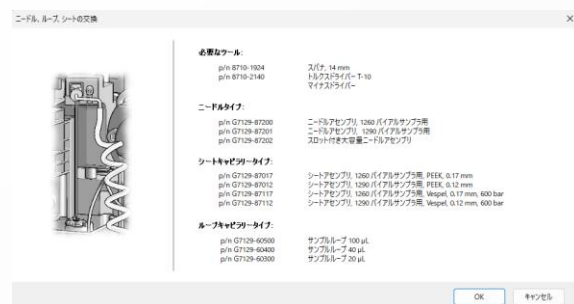 ニードル、ループ、シートの交換
必要なツール:
p/n 8710-1924 スパナ, 14 mm
p/n 8710-2140 トルクスドライバー T-10
マイナスドライバー
ニードルタイプ:
p/n G7129-87200 ニードルアセンブリ, 1260 バイアルサンプラ用
p/n G7129-87201 ニードルアセンブリ, 1290 バイアルサンプラ用
p/n G7129-87202 スロット付き大容量ニードルアセンブリ
シートキャピラリータイプ:
p/n G7129-87017 シートアセンブリ, 1260 バイアルサンプラ用, PEEK, 0.17 mm
p/n G7129-87012 シートアセンブリ, 1290 バイアルサンプラ用, PEEK, 0.12 mm
p/n G7129-87117 シートアセンブリ, 1260 バイアルサンプラ用, Vespel, 0.17 mm, 600 bar
p/n G7129-87112 シートアセンブリ, 1290 バイアルサンプラ用, Vespel, 0.12 mm, 600 bar
ループキャピラリータイプ:
p/n G7129-60500 サンプルループ 100 µL
p/n G7129-60400 サンプルループ 40 µL
p/n G7129-60300 サンプルループ 20 µL
OK キャンセル